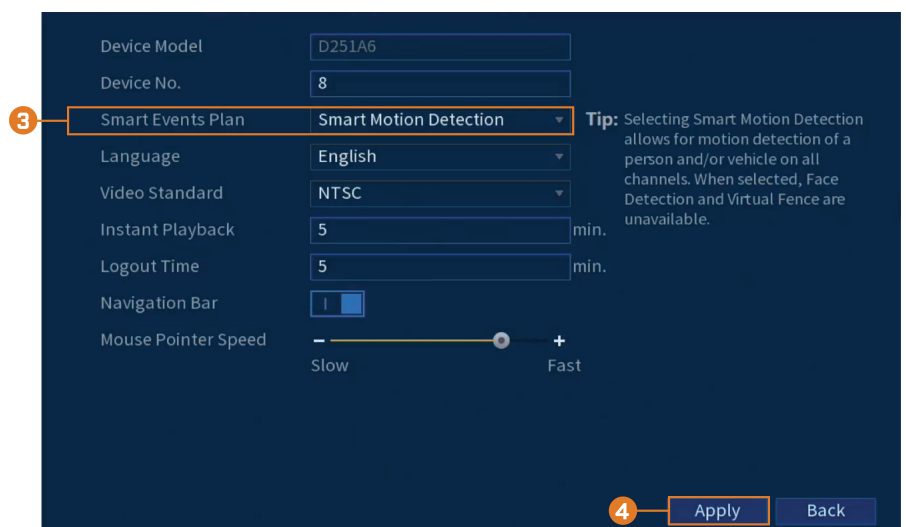 Device Model D251A6
Device No. 8
3 Smart Events Plan Smart Motion Detection Tip: Selecting Smart Motion Detection
allows for motion detection of a
Language English person and/or vehicle on all
channels. When selected, Face
Video Standard NTSC Detection and Virtual Fence are
unavailable.
Instant Playback 5 min.
Logout Time 5 min.
Navigation Bar
Mouse Pointer Speed - +
Slow Fast
4 Apply Back